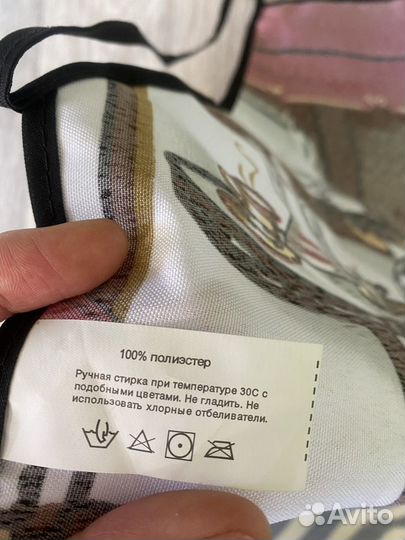 100% полиэстер
Ручная стирка при температуре 30С с
подобными цветами. Не гладить. Не
использовать хлорные отбеливатели.
Avito